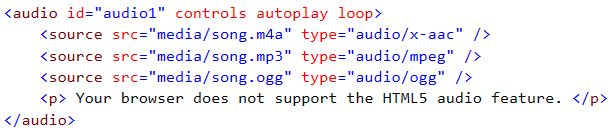 <audio id="audio1" controls autoplay loop>
    <source src="media/song.m4a" type="audio/x-aac" />
    <source src="media/song.mp3" type="audio/mpeg" />
    <source src="media/song.ogg" type="audio/ogg" />
    <p> Your browser does not support the HTML5 audio feature. </p>
</audio>